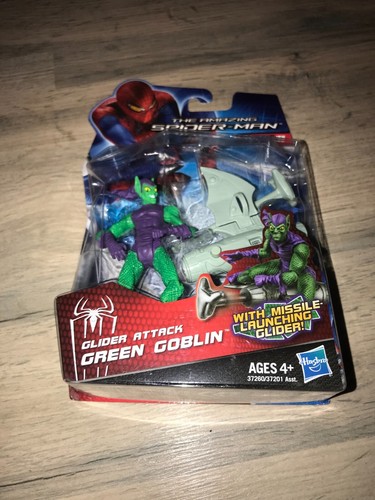 THE AMAZING
SPIDER-MAN
WITH MISSILE
LAUNCHING
GLIDER!
GLIDER ATTACK
GREEN GOBLIN
AGES 4+
37260/37201 Asst.
Hasbro